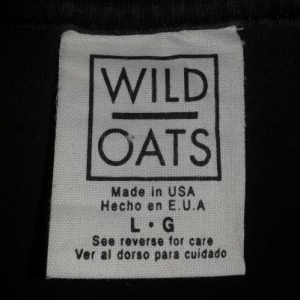 WILD
OATS
Made in USA
Hecho en E.U.A
L · G
See reverse for care
Ver al dorso para cuidado